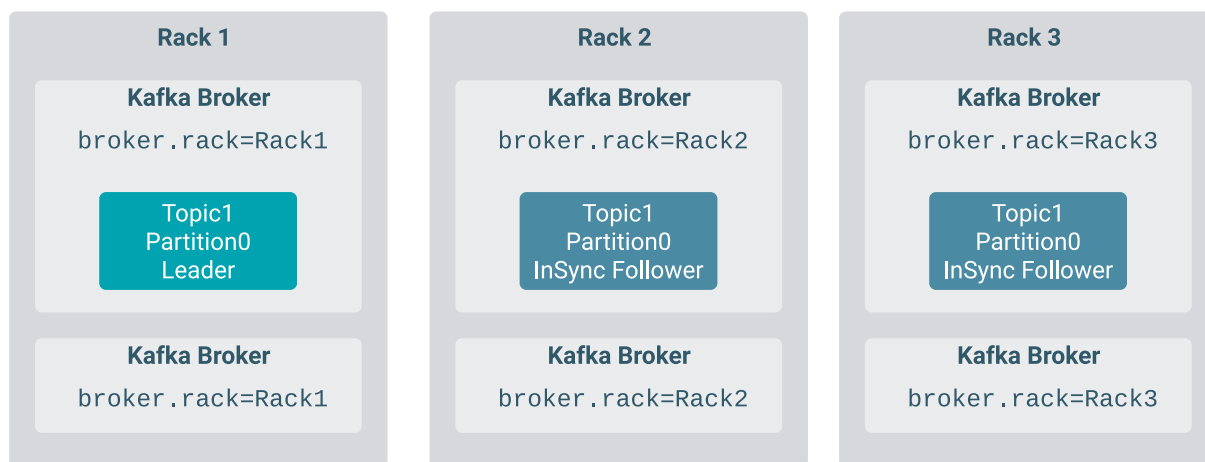 Rack 1
Kafka Broker
broker.rack=Rack1
Topic1
Partition0
Leader
Kafka Broker
broker.rack=Rack1
Rack 2
Kafka Broker
broker.rack=Rack2
Topic1
Partition0
InSync Follower
Kafka Broker
broker.rack=Rack2
Rack 3
Kafka Broker
broker.rack=Rack3
Topic1
Partition0
InSync Follower
Kafka Broker
broker.rack=Rack3